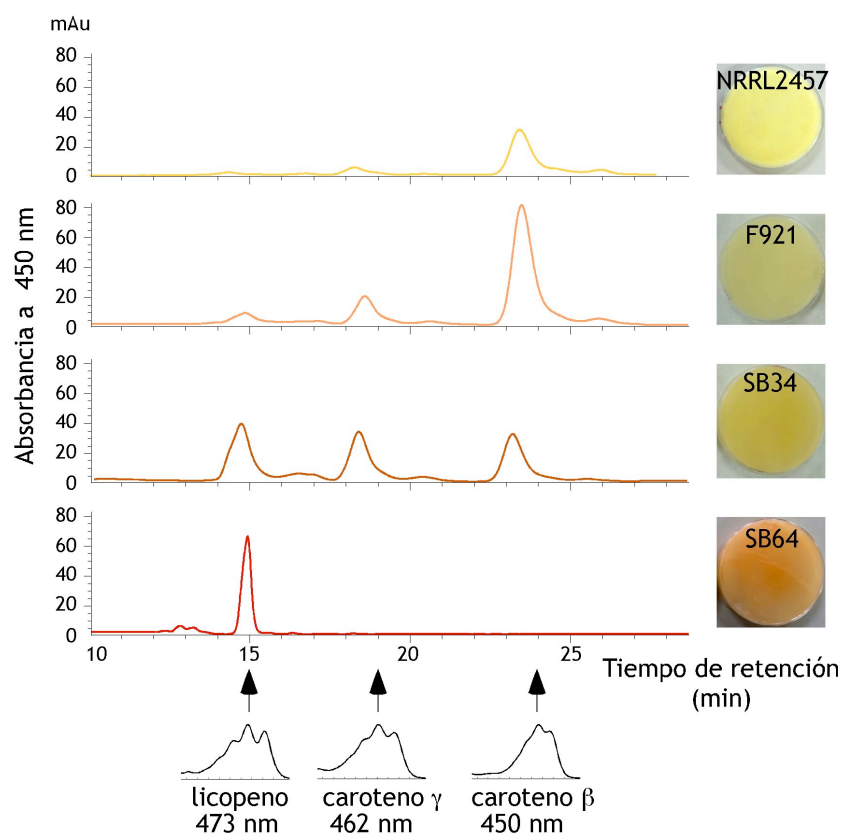 mAu
80
60
40
20
0
NRRL2457
80
60
40
20
0
F921
80
60
40
20
0
SB34
80
60
40
20
0
SB64
Absorbancia a 450 nm
10 15 20 25
Tiempo de retención
(min)
licopeno
473 nm
caroteno γ
462 nm
caroteno β
450 nm